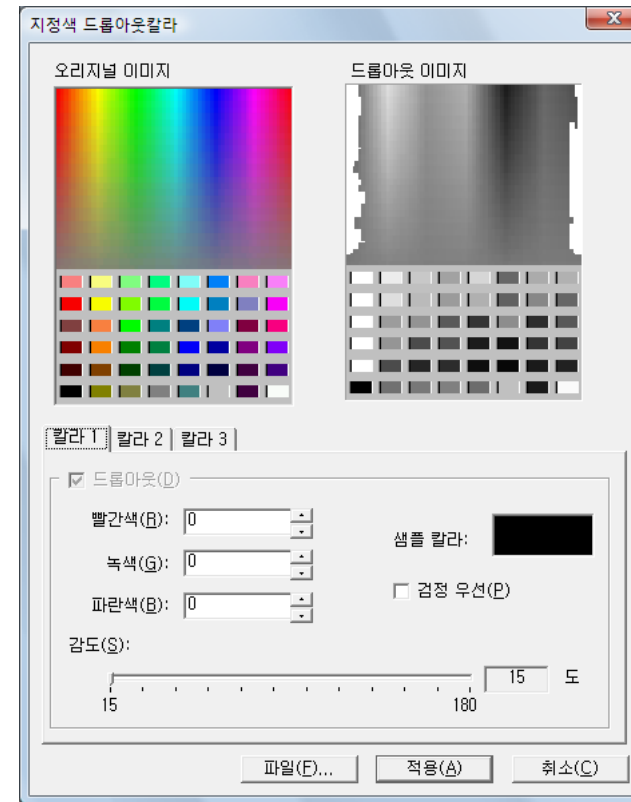 지정색 드롭아웃칼라
오리지널 이미지
드롭아웃 이미지
칼라 1 칼라 2 칼라 3
드롭아웃(D)
빨간색(R): 0
녹색(G): 0
파란색(B): 0
샘플 칼라:
검정 우선(P)
감도(S):
15 180
15 도
파일(F)... 적용(A) 취소(C)